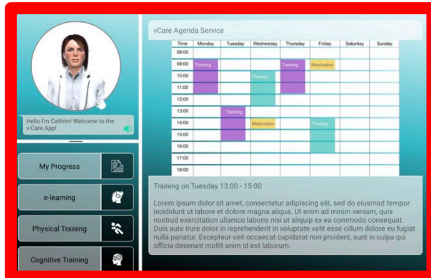 vCare Agenda Service
Time Monday Tuesday Wednesday Thursday Friday Saturday Sunday
08:00
09:00 Training Training Medication
10:00 Therapy
11:00
12:00
13:00 Training
14:00 Medication Therapy
15:00
16:00
17:00
18:00
Hello I'm Cathrin! Welcome to the
v-Care App!
My Progress
e-learning
Physical Training
Cognitive Training
Training on Tuesday 13:00 - 15:00
Lorem ipsum dolor sit amet, consectetur adipiscing elit, sed do eiusmod tempor
incididunt ut labore et dolore magna aliqua. Ut enim ad minim veniam, quis
nostrud exercitation ullamco laboris nisi ut aliquip ex ea commodo consequat.
Duis aute irure dolor in reprehenderit in voluptate velit esse cillum dolore eu fugiat
nulla pariatur. Excepteur sint occaecat cupidatat non proident, sunt in culpa qui
officia deserunt mollit anim id est laborum.